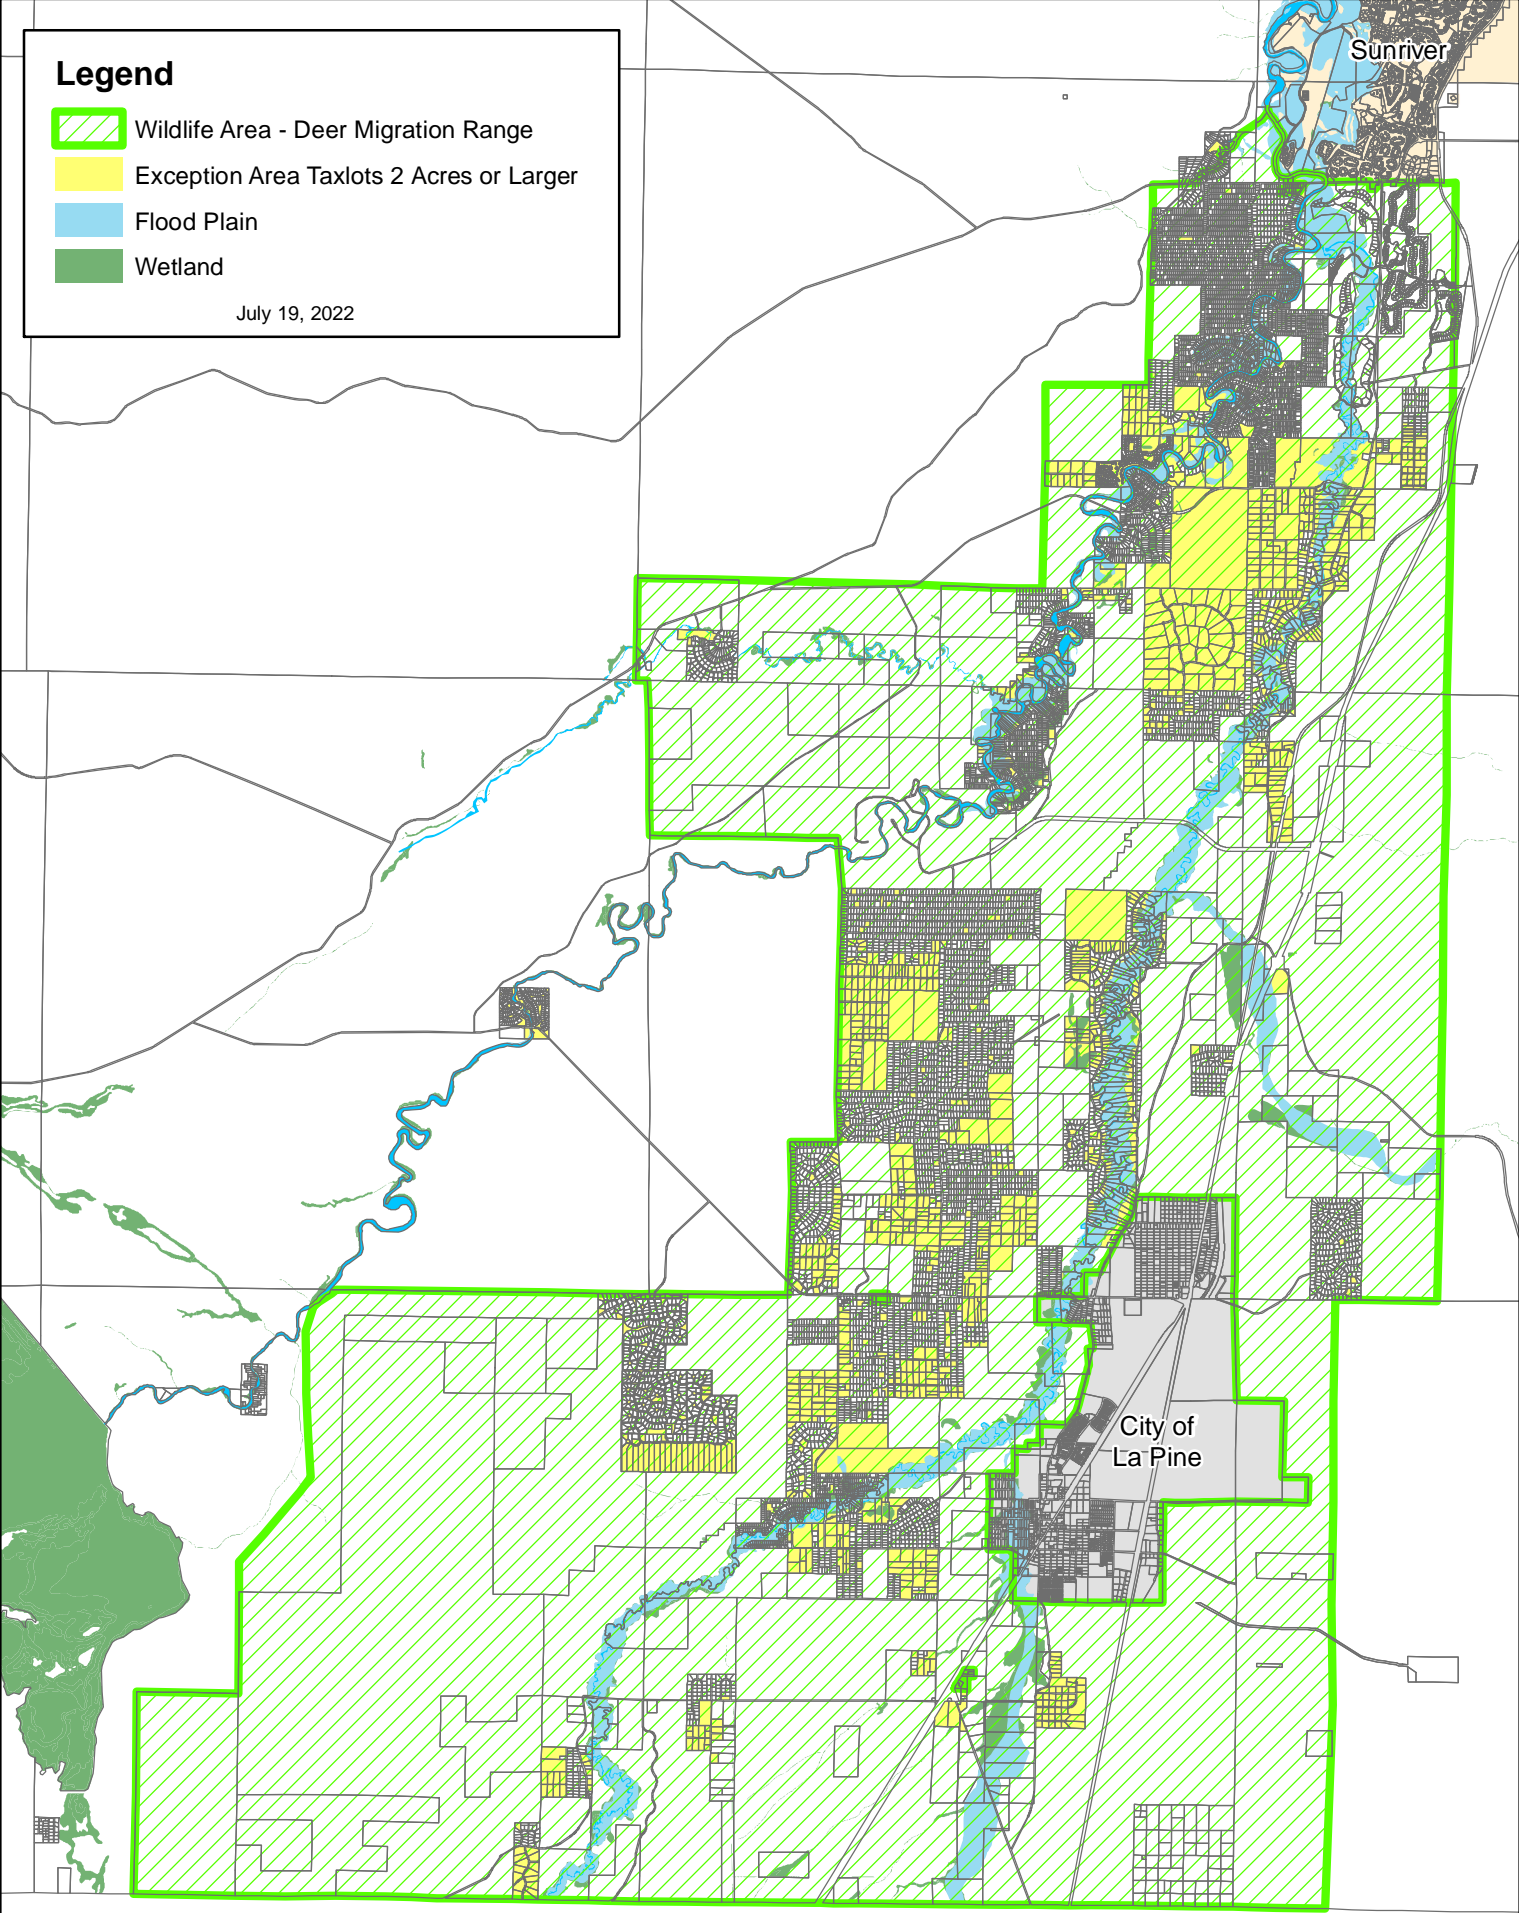 Legend
Wildlife Area - Deer Migration Range
Exception Area Taxlots 2 Acres or Larger
Flood Plain
Wetland
July 19, 2022
Sunriver
City of
La Pine